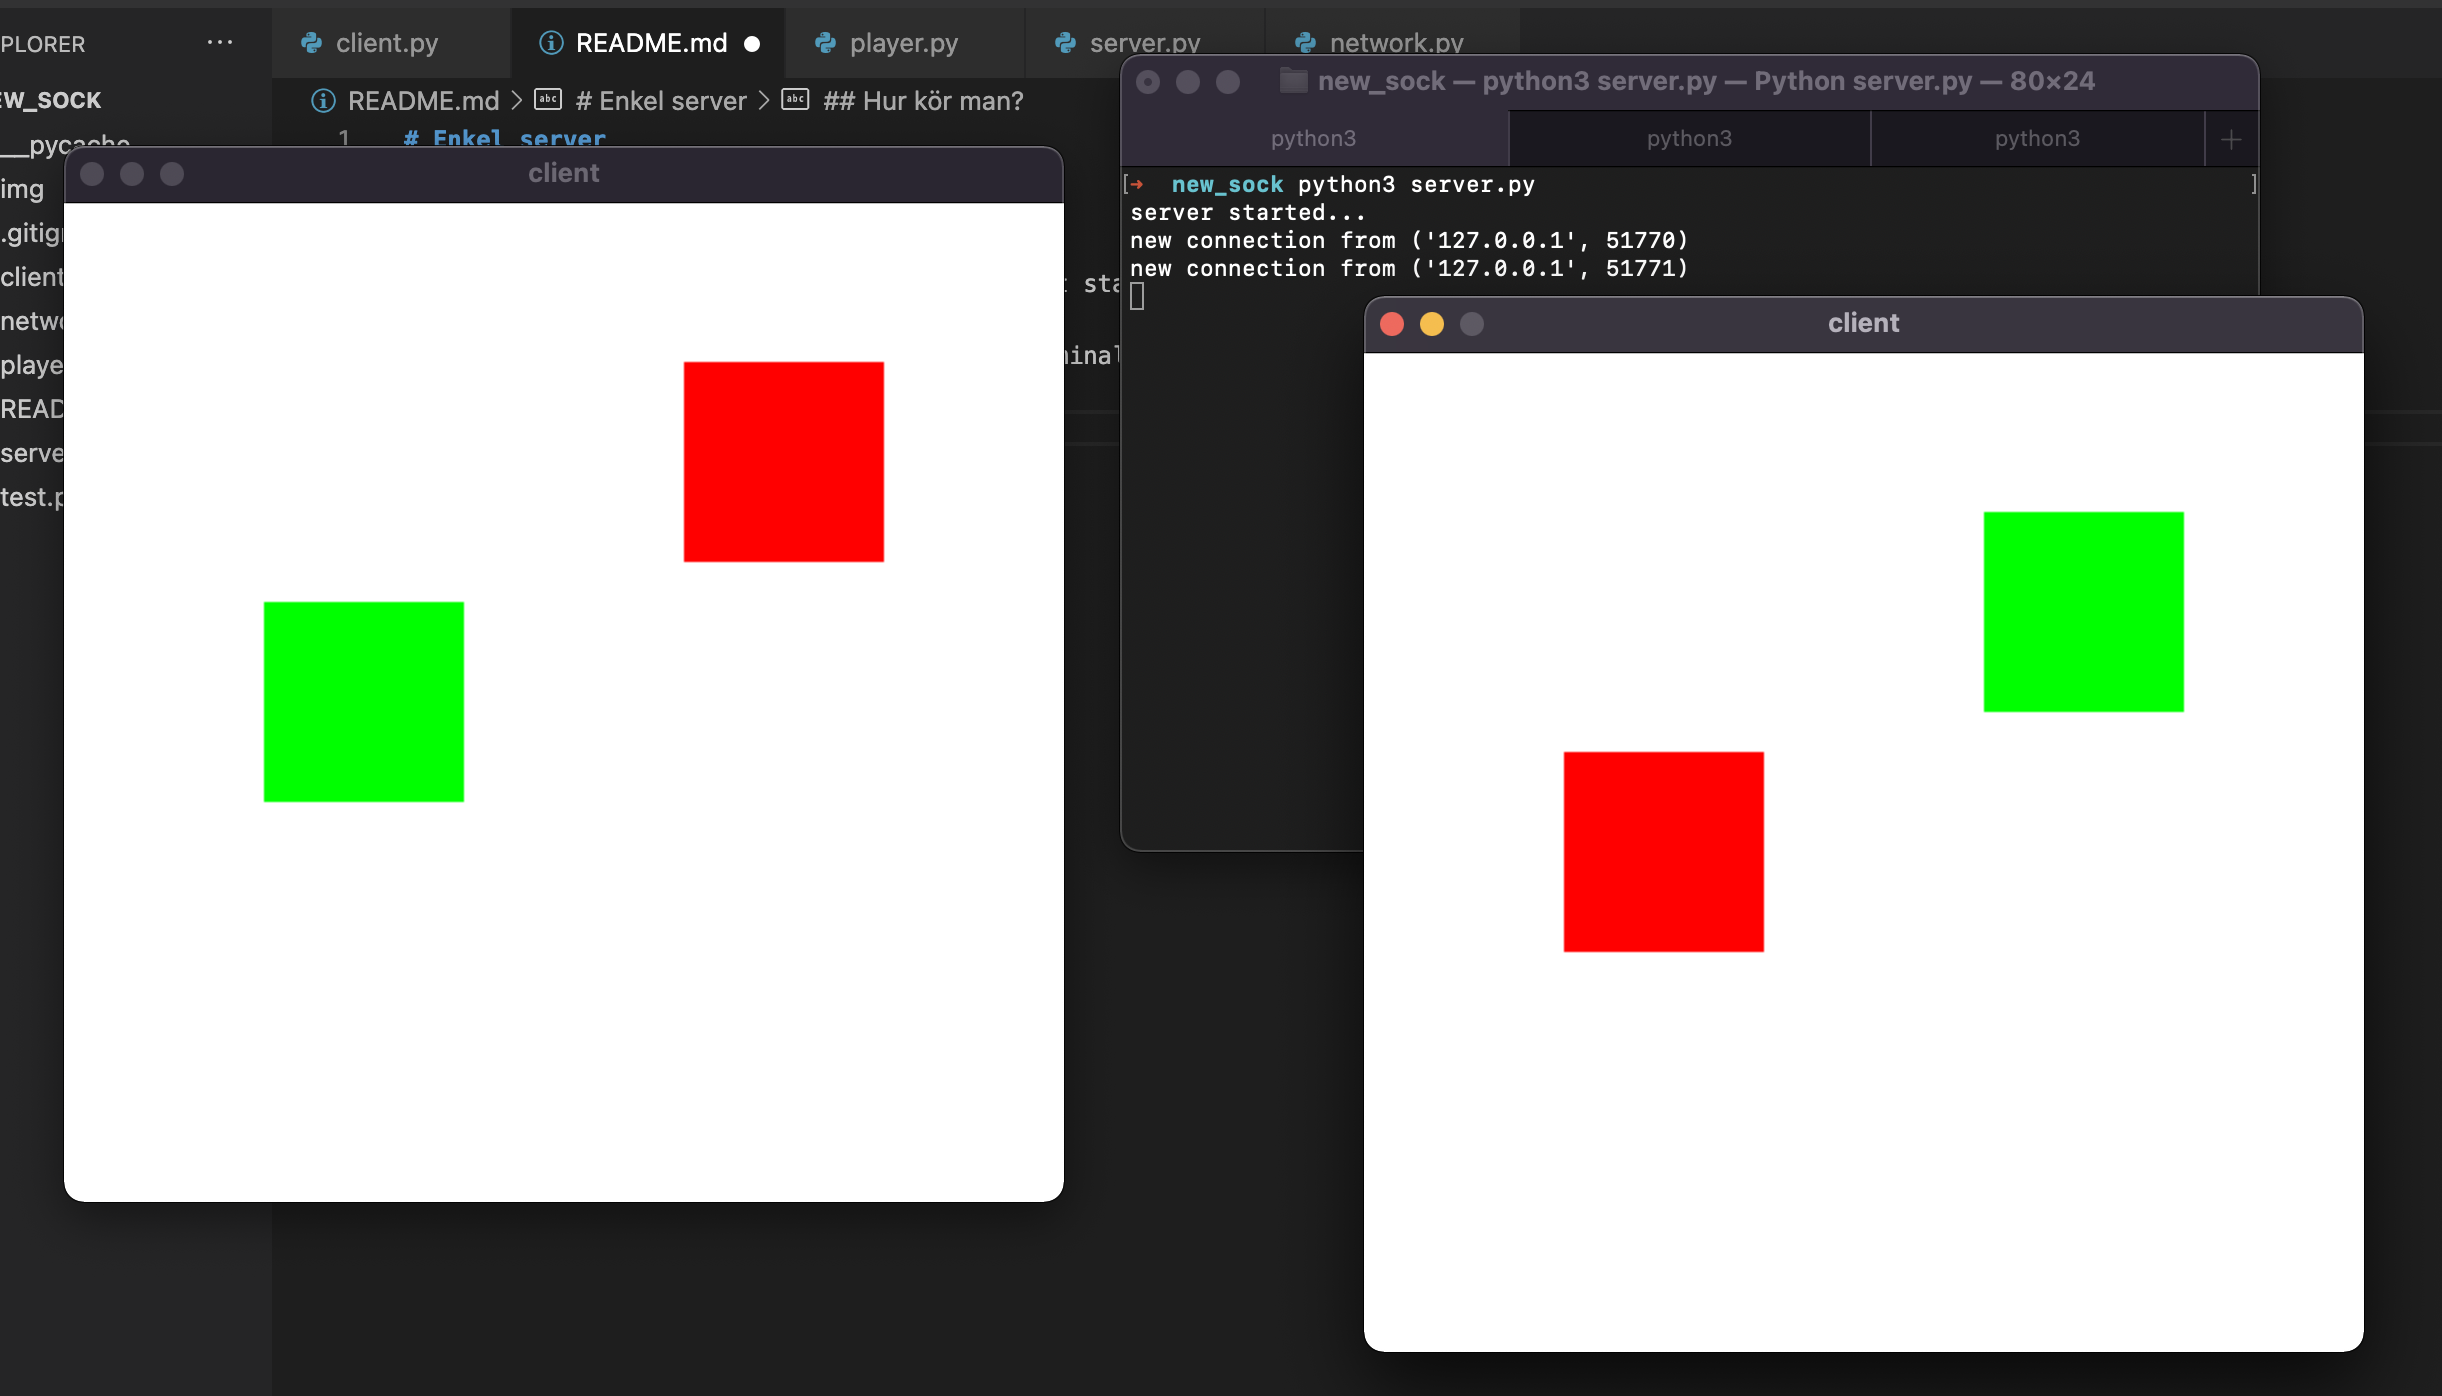 PLORER ...
client.py
README.md
player.py
server.py
network.py
EW_SOCK
README.md > # Enkel server > ## Hur kör man?
__pycache
1 # Enkel server
img
.gitig
client
netwo
playe
READ
serve
test.p
new_sock — python3 server.py — Python server.py — 80×24
python3 python3 python3 +
[→ new_sock python3 server.py ]
server started...
new connection from ('127.0.0.1', 51770)
new connection from ('127.0.0.1', 51771)
sta
minal
client
client